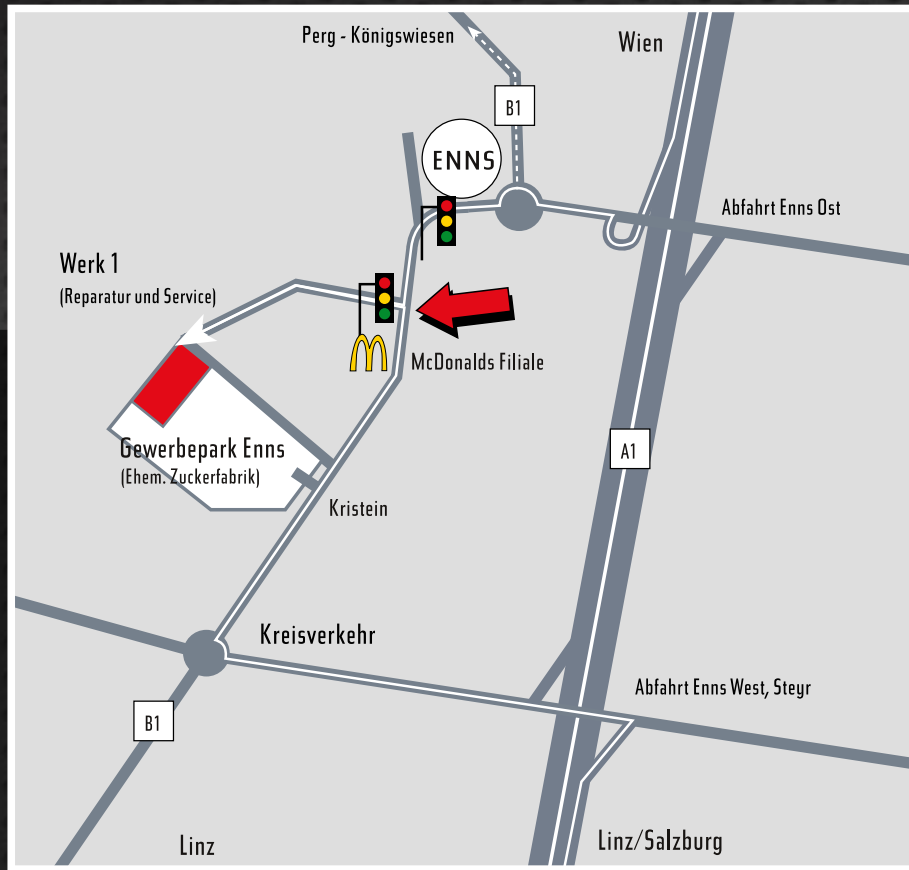 Perg - Königswiesen
Wien
B1
ENNS
Abfahrt Enns Ost
Werk 1
(Reparatur und Service)
McDonalds Filiale
Gewerbepark Enns
(Ehem. Zuckerfabrik)
A1
Kristein
Kreisverkehr
Abfahrt Enns West, Steyr
B1
Linz
Linz/Salzburg